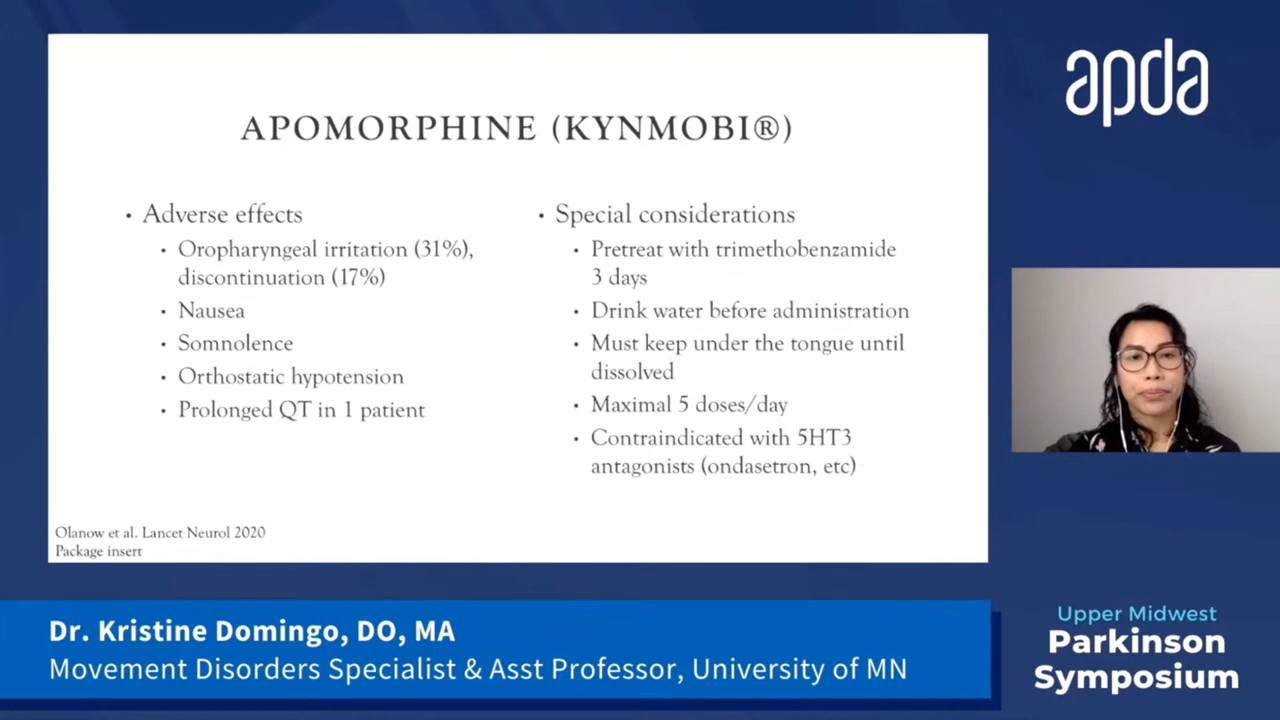 apda
APOMORPHINE (KYNMOBI®)
• Adverse effects
• Oropharyngeal irritation (31%),
discontinuation (17%)
• Nausea
• Somnolence
• Orthostatic hypotension
• Prolonged QT in 1 patient
• Special considerations
• Pretreat with trimethobenzamide
3 days
• Drink water before administration
• Must keep under the tongue until
dissolved
• Maximal 5 doses/day
• Contraindicated with 5HT3
antagonists (ondasetron, etc)
Olanow et al. Lancet Neurol 2020
Package insert
Dr. Kristine Domingo, DO, MA
Movement Disorders Specialist & Asst Professor, University of MN
Upper Midwest
Parkinson
Symposium